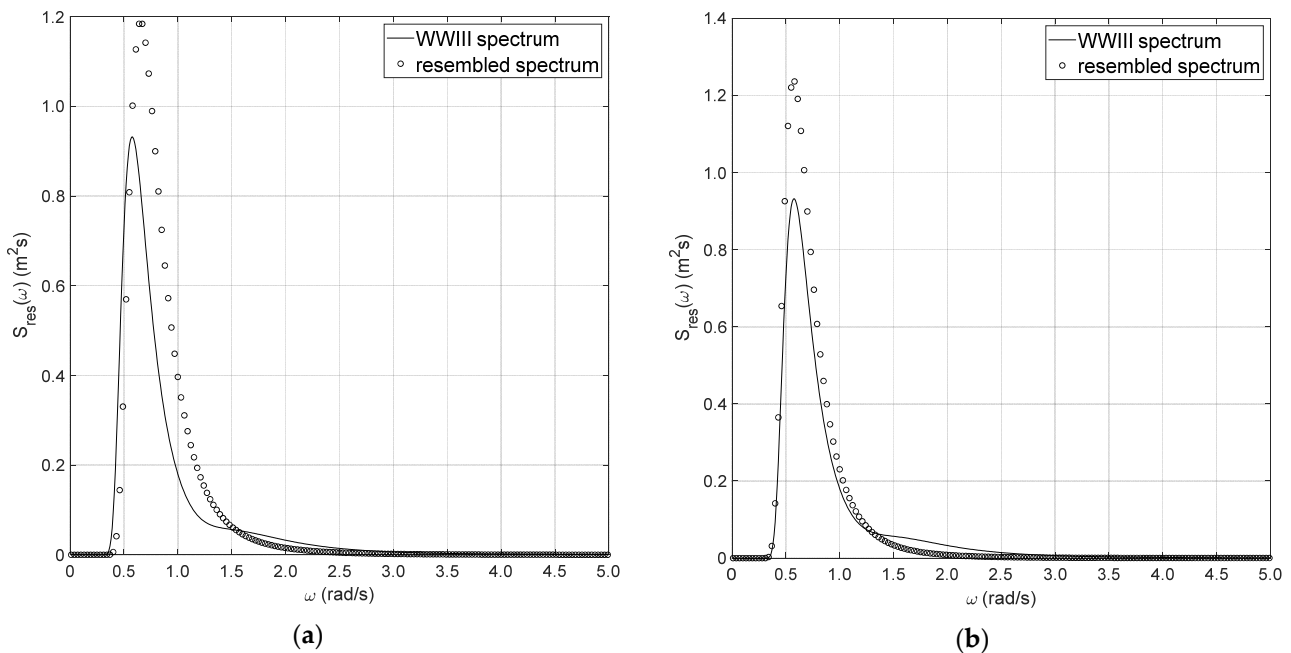 1.2
1.0
0.8
0.6
0.4
0.2
0
S_res(ω) (m²s)
WWIII spectrum
resembled spectrum
0 0.5 1.0 1.5 2.0 2.5 3.0 3.5 4.0 4.5 5.0
ω (rad/s)
(a)
1.4
1.2
1.0
0.8
0.6
0.4
0.2
0
S_res(ω) (m²s)
WWIII spectrum
resembled spectrum
0 0.5 1.0 1.5 2.0 2.5 3.0 3.5 4.0 4.5 5.0
ω (rad/s)
(b)